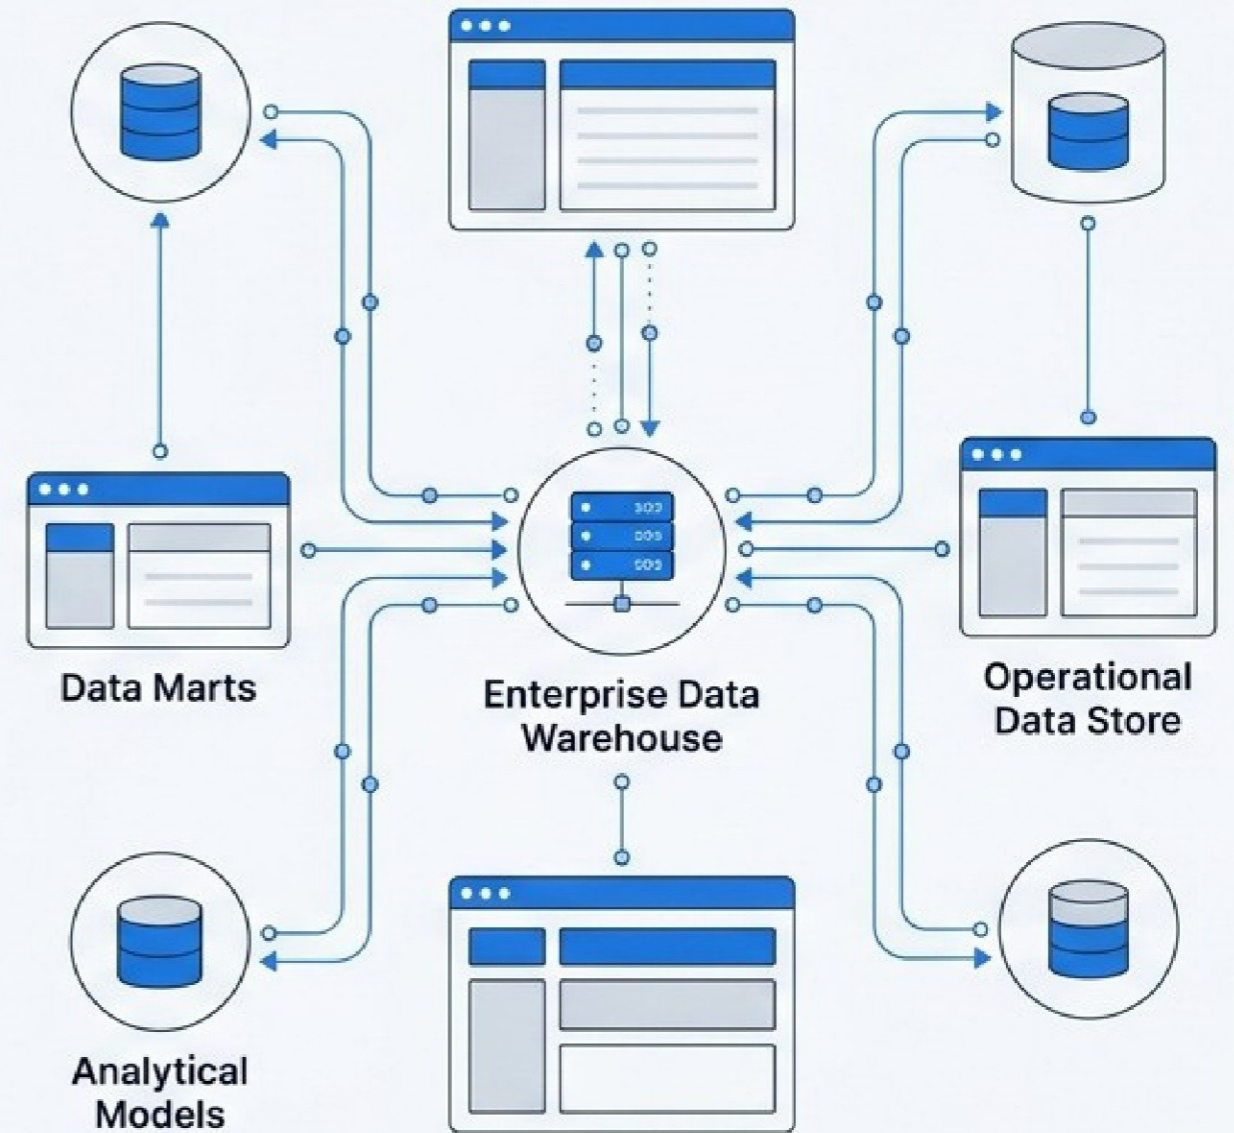 Data Marts
Enterprise Data
Warehouse
Operational
Data Store
Analytical
Models